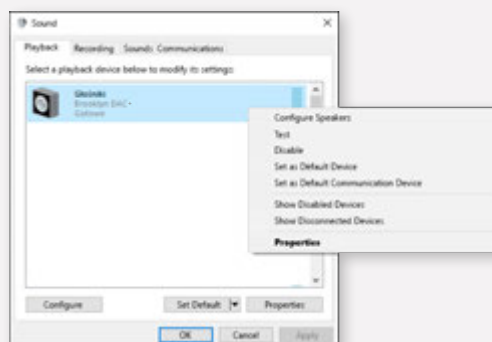 Sound
Playback Recording Sounds Communications
Select a playback device below to modify its settings:
Głośniki
Brooklyn DAC+
Gotowe
Configure Speakers
Test
Disable
Set as Default Device
Set as Default Communication Device
Show Disabled Devices
Show Disconnected Devices
Properties
Configure Set Default Properties
OK Cancel Apply